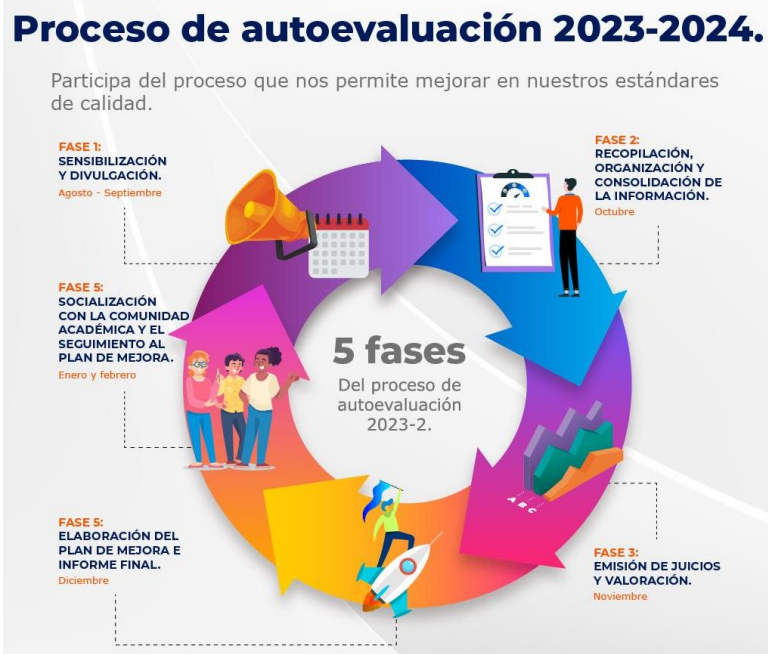 Proceso de autoevaluación 2023-2024.
Participa del proceso que nos permite mejorar en nuestros estándares
de calidad.
FASE 1:
SENSIBILIZACIÓN
Y DIVULGACIÓN.
Agosto - Septiembre
FASE 2:
RECOPILACIÓN,
ORGANIZACIÓN Y
CONSOLIDACIÓN DE
LA INFORMACIÓN.
Octubre
FASE 5:
SOCIALIZACIÓN
CON LA COMUNIDAD
ACADÉMICA Y EL
SEGUIMIENTO AL
PLAN DE MEJORA.
Enero y febrero
5 fases
Del proceso de
autoevaluación
2023-2.
A B C
FASE 5:
ELABORACIÓN DEL
PLAN DE MEJORA E
INFORME FINAL.
Diciembre
FASE 3:
EMISIÓN DE JUICIOS
Y VALORACIÓN.
Noviembre